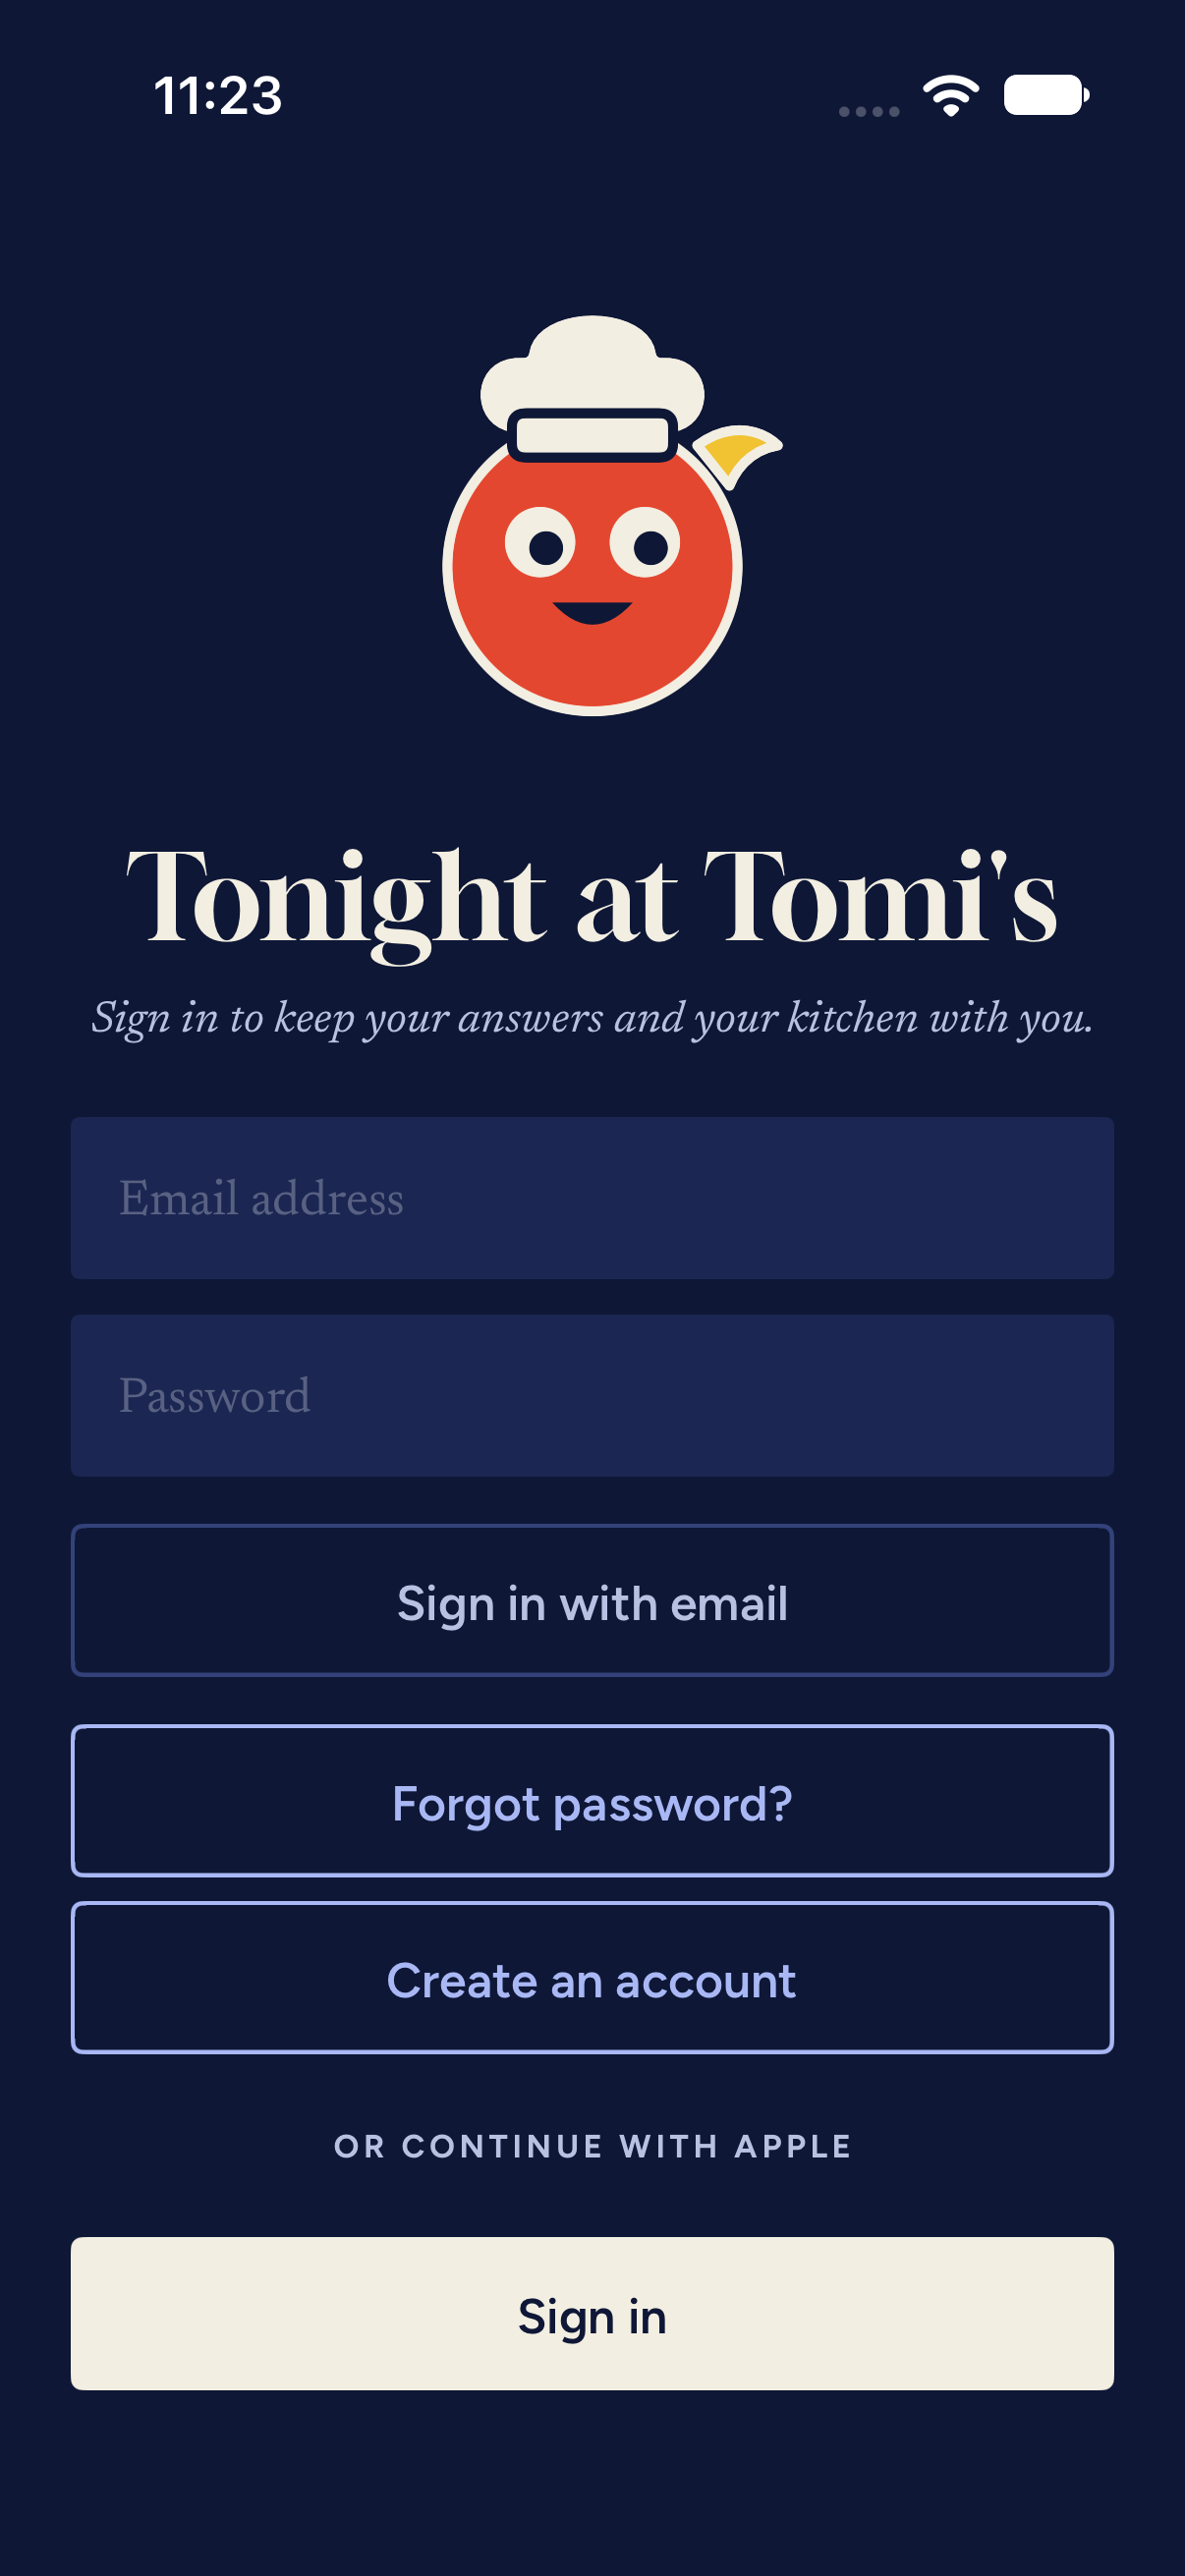 11:23
Tonight at Tomi's
Sign in to keep your answers and your kitchen with you.
Email address
Password
Sign in with email
Forgot password?
Create an account
OR CONTINUE WITH APPLE
Sign in